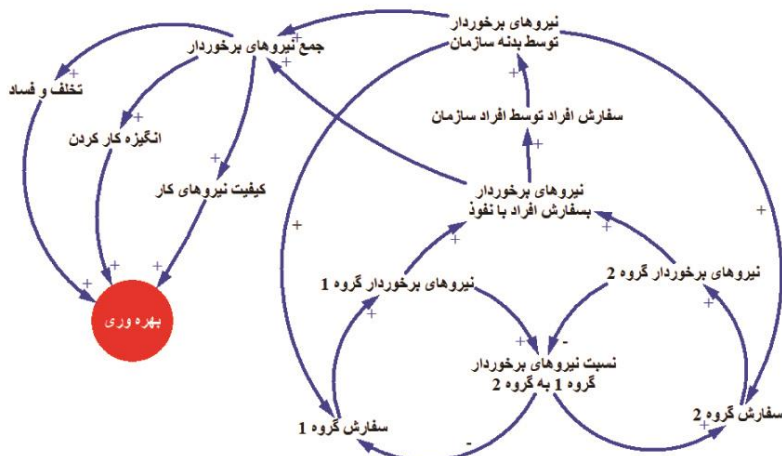 نیروهای برخوردار
توسط بدنه سازمان
جمع نیروهای برخوردار
تخلف و فساد
انگیزه کار کردن
کیفیت نیروهای کار
بهره وری
سفارش افراد توسط افراد سازمان
نیروهای برخوردار
بسفارش افراد با نفوذ
نیروهای برخوردار گروه 2
نیروهای برخوردار گروه 1
نسبت نیروهای برخوردار
گروه 1 به گروه 2
سفارش گروه 2
سفارش گروه 1